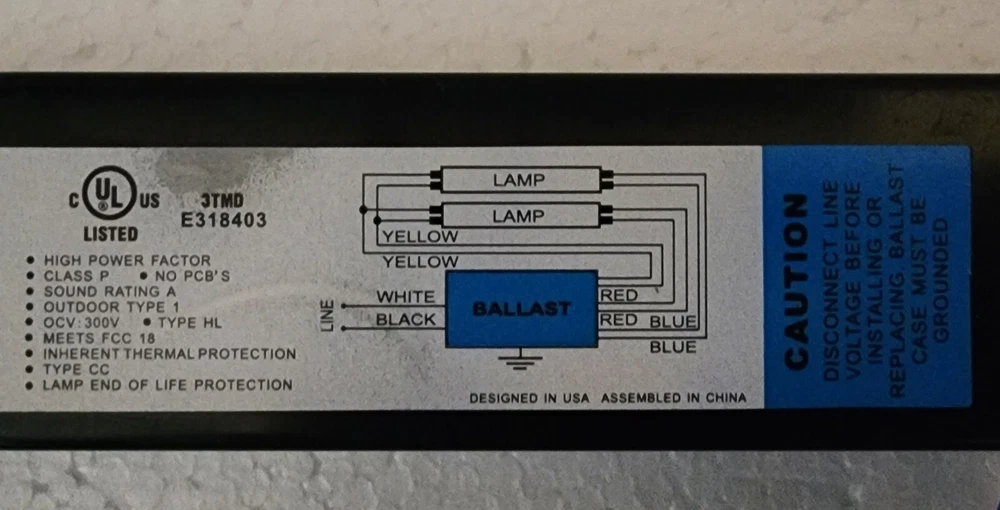 C UL ® US
LISTED
3TMD
E318403
• HIGH POWER FACTOR
• CLASS P • NO PCB'S
• SOUND RATING A
• OUTDOOR TYPE 1
• OCV: 300V • TYPE HL
• MEETS FCC 18
• INHERENT THERMAL PROTECTION
• TYPE CC
• LAMP END OF LIFE PROTECTION
LAMP
LAMP
YELLOW
YELLOW
LINE
WHITE
BLACK
BALLAST
RED
RED
BLUE
BLUE
DESIGNED IN USA ASSEMBLED IN CHINA
CAUTION
DISCONNECT LINE
VOLTAGE BEFORE
INSTALLING OR
REPLACING BALLAST
CASE MUST BE
GROUNDED